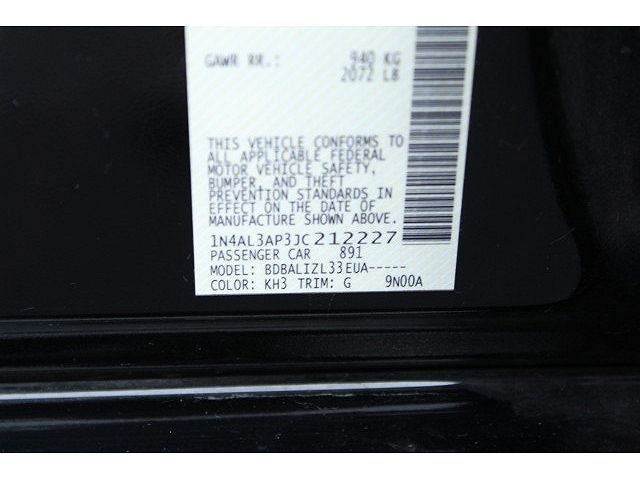 GAWR RR.: 940 KG
2072 LB
THIS VEHICLE CONFORMS TO
ALL APPLICABLE FEDERAL
MOTOR VEHICLE SAFETY,
BUMPER, AND THEFT
PREVENTION STANDARDS IN
EFFECT ON THE DATE OF
MANUFACTURE SHOWN ABOVE.
1N4AL3AP3JC212227
PASSENGER CAR 891
MODEL: BDBALIZL33EUA-----
COLOR: KH3 TRIM: G 9N00A